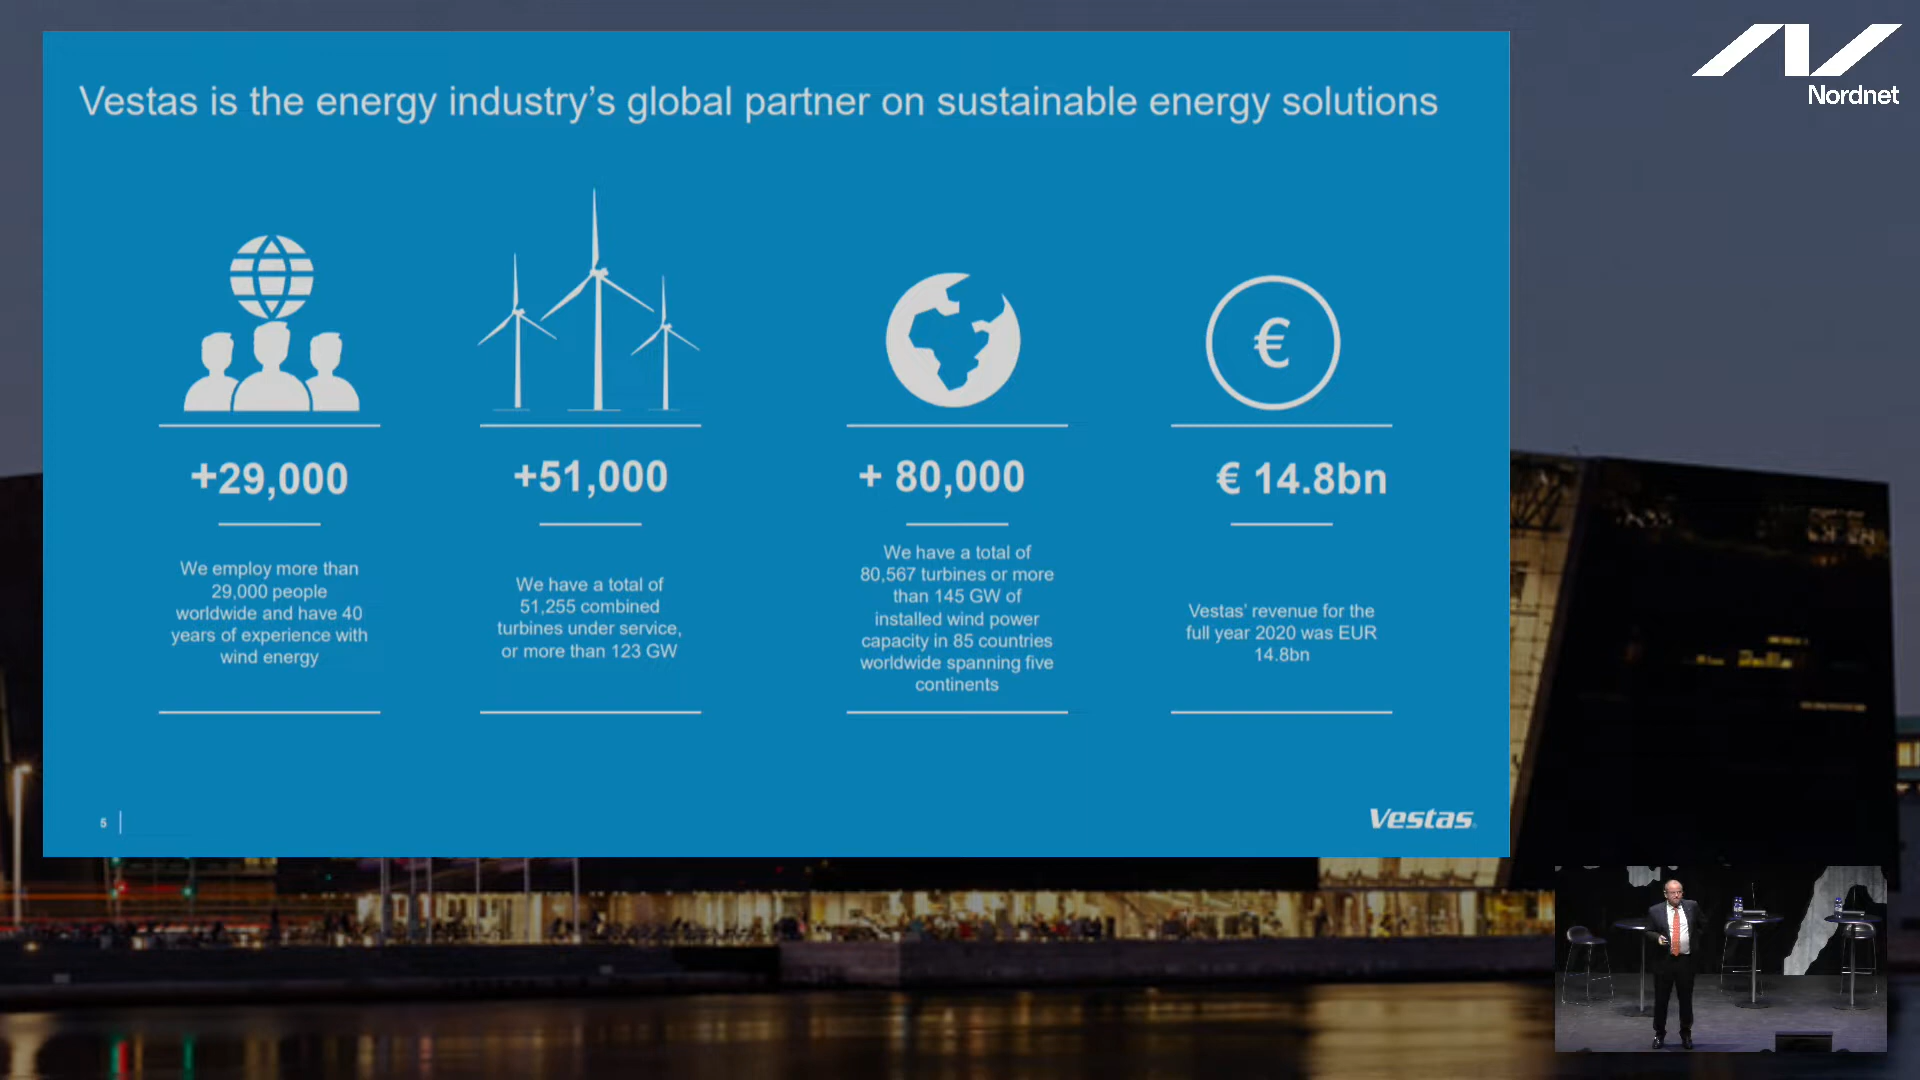 Nordnet
Vestas is the energy industry’s global partner on sustainable energy solutions
€
+29,000
We employ more than
29,000 people
worldwide and have 40
years of experience with
wind energy
+51,000
We have a total of
51,255 combined
turbines under service,
or more than 123 GW
+ 80,000
We have a total of
80,567 turbines or more
than 145 GW of
installed wind power
capacity in 85 countries
worldwide spanning five
continents
€ 14.8bn
Vestas’ revenue for the
full year 2020 was EUR
14.8bn
5
Vestas